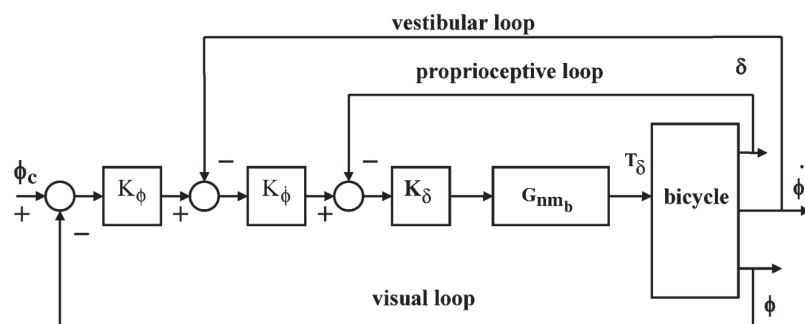 vestibular loop
proprioceptive loop
δ
ϕc
+
−
Kϕ
+
−
Kϕ̇
+
−
Kδ
Gnmb
Tδ
bicycle
ϕ̇
visual loop
ϕ